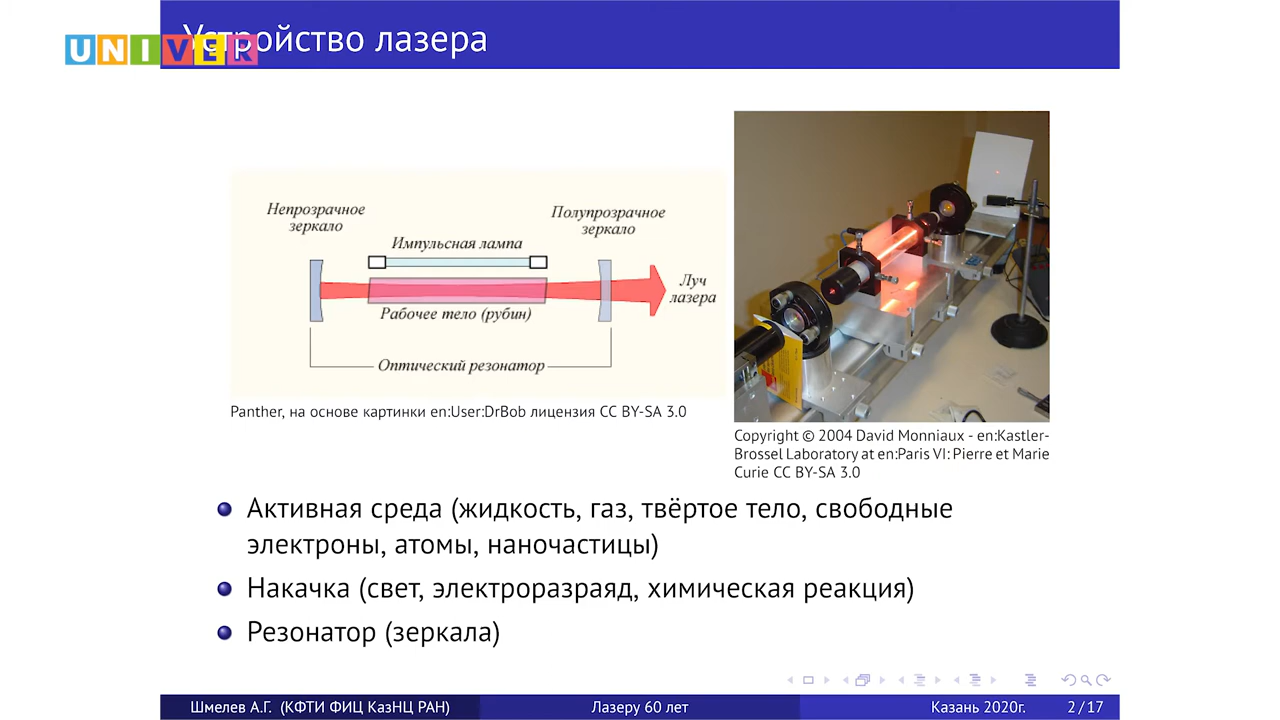 Устройство лазера
UNIVER
Непрозрачное
зеркало
Полупрозрачное
зеркало
Импульсная лампа
Луч
лазера
Рабочее тело (рубин)
Оптический резонатор
Panther, на основе картинки en:User:DrBob лицензия CC BY-SA 3.0
Copyright © 2004 David Monniaux - en:Kastler-
Brossel Laboratory at en:Paris VI: Pierre et Marie
Curie CC BY-SA 3.0
Активная среда (жидкость, газ, твёртое тело, свободные
электроны, атомы, наночастицы)
Накачка (свет, электроразраяд, химическая реакция)
Резонатор (зеркала)
Шмелев А.Г. (КФТИ ФИЦ КазНЦ РАН) Лазеру 60 лет Казань 2020г. 2 / 17